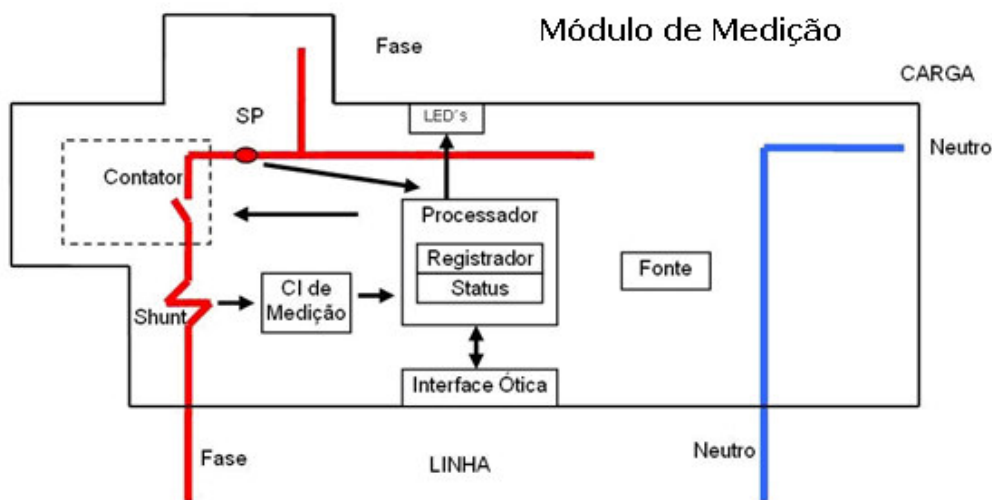 Módulo de Medição
Fase
CARGA
SP
LED´s
Neutro
Contator
Processador
Registrador
Status
Fonte
CI de
Medição
Shunt
Interface Ótica
Fase
LINHA
Neutro